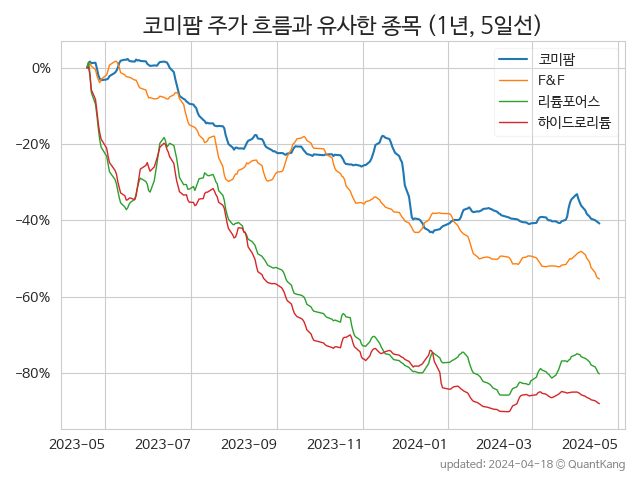 코미팜 주가 흐름과 유사한 종목 (1년, 5일선)
코미팜
F&F
리튬포어스
하이드로리튬
0%
−20%
−40%
−60%
−80%
2023-05 2023-07 2023-09 2023-11 2024-01 2024-03 2024-05
updated: 2024-04-18 © QuantKang